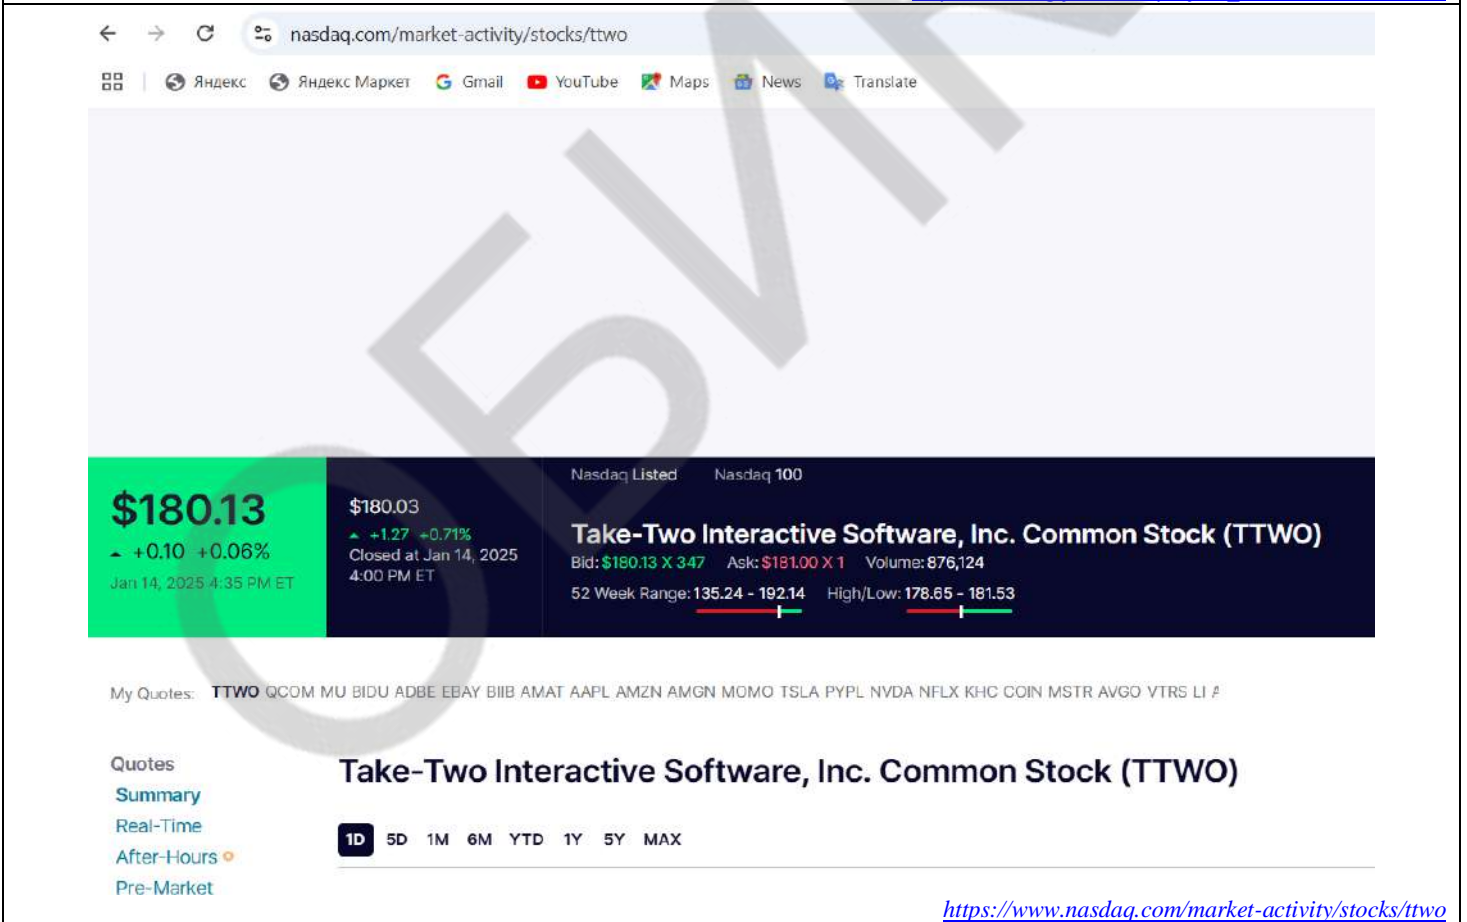 nasdaq.com/market-activity/stocks/ttwo
Яндекс Яндекс Маркет Gmail YouTube Maps News Translate
ОБИ
Nasdaq Listed Nasdaq 100
$180.13
+0.10 +0.06%
Jan 14, 2025 4:35 PM ET
$180.03
+1.27 +0.71%
Closed at Jan 14, 2025
4:00 PM ET
Take-Two Interactive Software, Inc. Common Stock (TTWO)
Bid: $180.13 X 347 Ask: $181.00 X 1 Volume: 876,124
52 Week Range: 135.24 - 192.14 High/Low: 178.65 - 181.53
My Quotes: TTWO QCOM MU BIDU ADBE EBAY BIIB AMAT AAPL AMZN AMGN MOMO TSLA PYPL NVDA NFLX KHC COIN MSTR AVGO VTRS LI
Quotes
Summary
Real-Time
After-Hours
Pre-Market
Take-Two Interactive Software, Inc. Common Stock (TTWO)
1D 5D 1M 6M YTD 1Y 5Y MAX
https://www.nasdaq.com/market-activity/stocks/ttwo